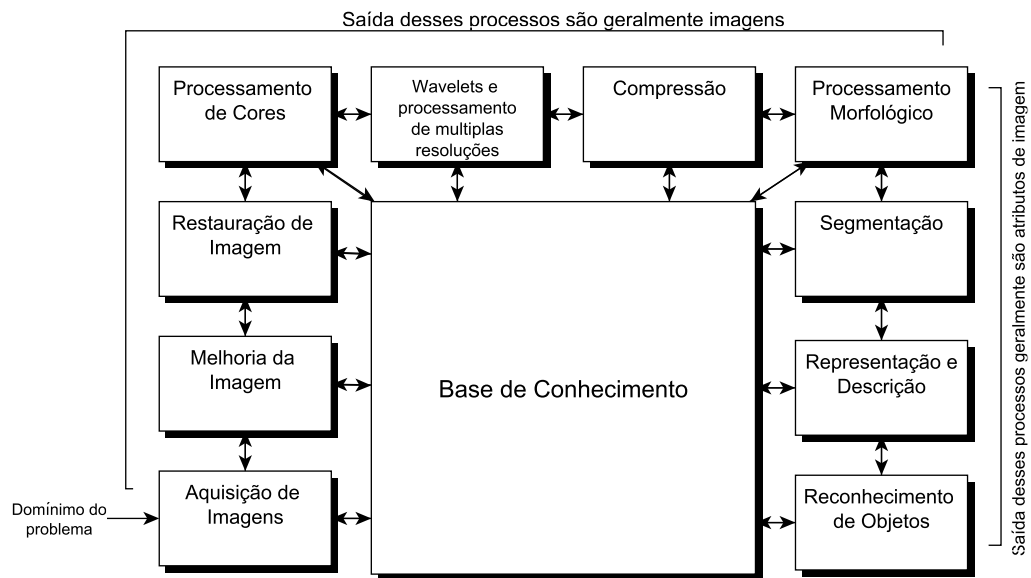 Saída desses processos são geralmente imagens
Processamento
de Cores
Wavelets e
processamento
de multiplas
resoluções
Compressão
Processamento
Morfológico
Restauração de
Imagem
Segmentação
Melhoria da
Imagem
Base de Conhecimento
Representação e
Descrição
Domínimo do
problema
Aquisição de
Imagens
Reconhecimento
de Objetos
Saída desses processos geralmente são atributos de imagem